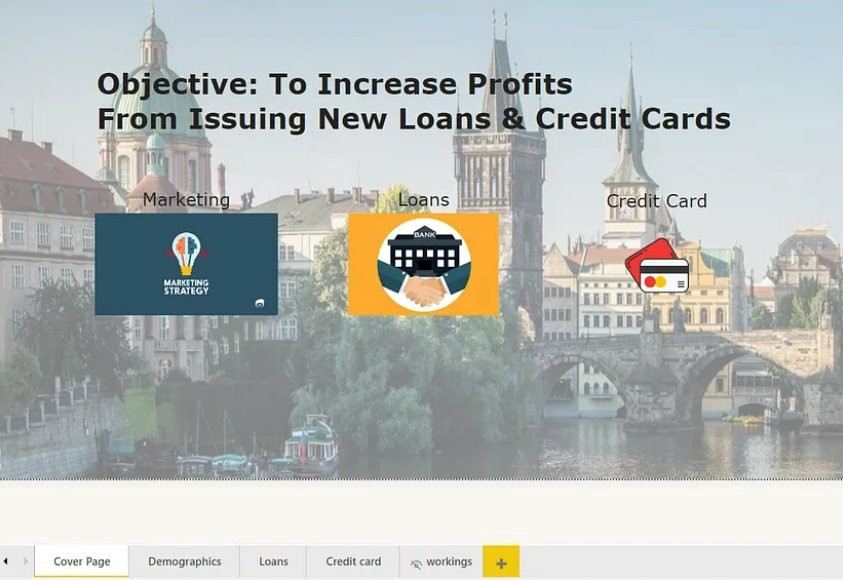 Objective: To Increase Profits
From Issuing New Loans & Credit Cards
Marketing
Loans
Credit Card
MARKETING
STRATEGY
BANK
Cover Page
Demographics
Loans
Credit card
workings
+